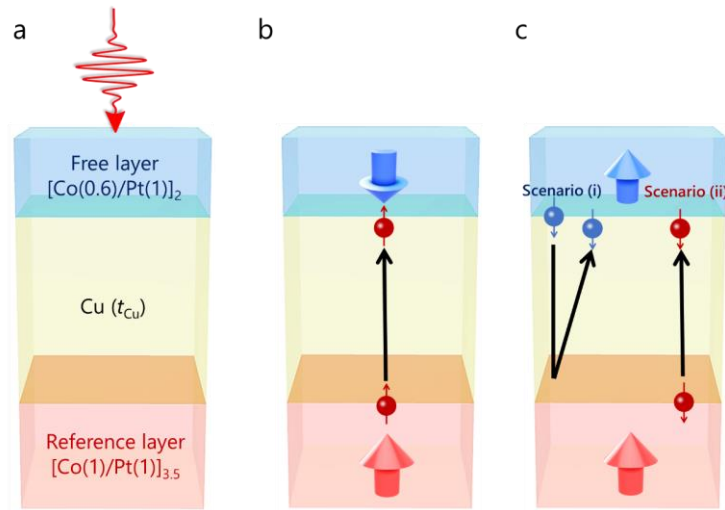 a
b
c
Free layer
[Co(0.6)/Pt(1)]₂
Scenario (i)
Scenario (ii)
Cu (t_Cu)
Reference layer
[Co(1)/Pt(1)]₃.₅